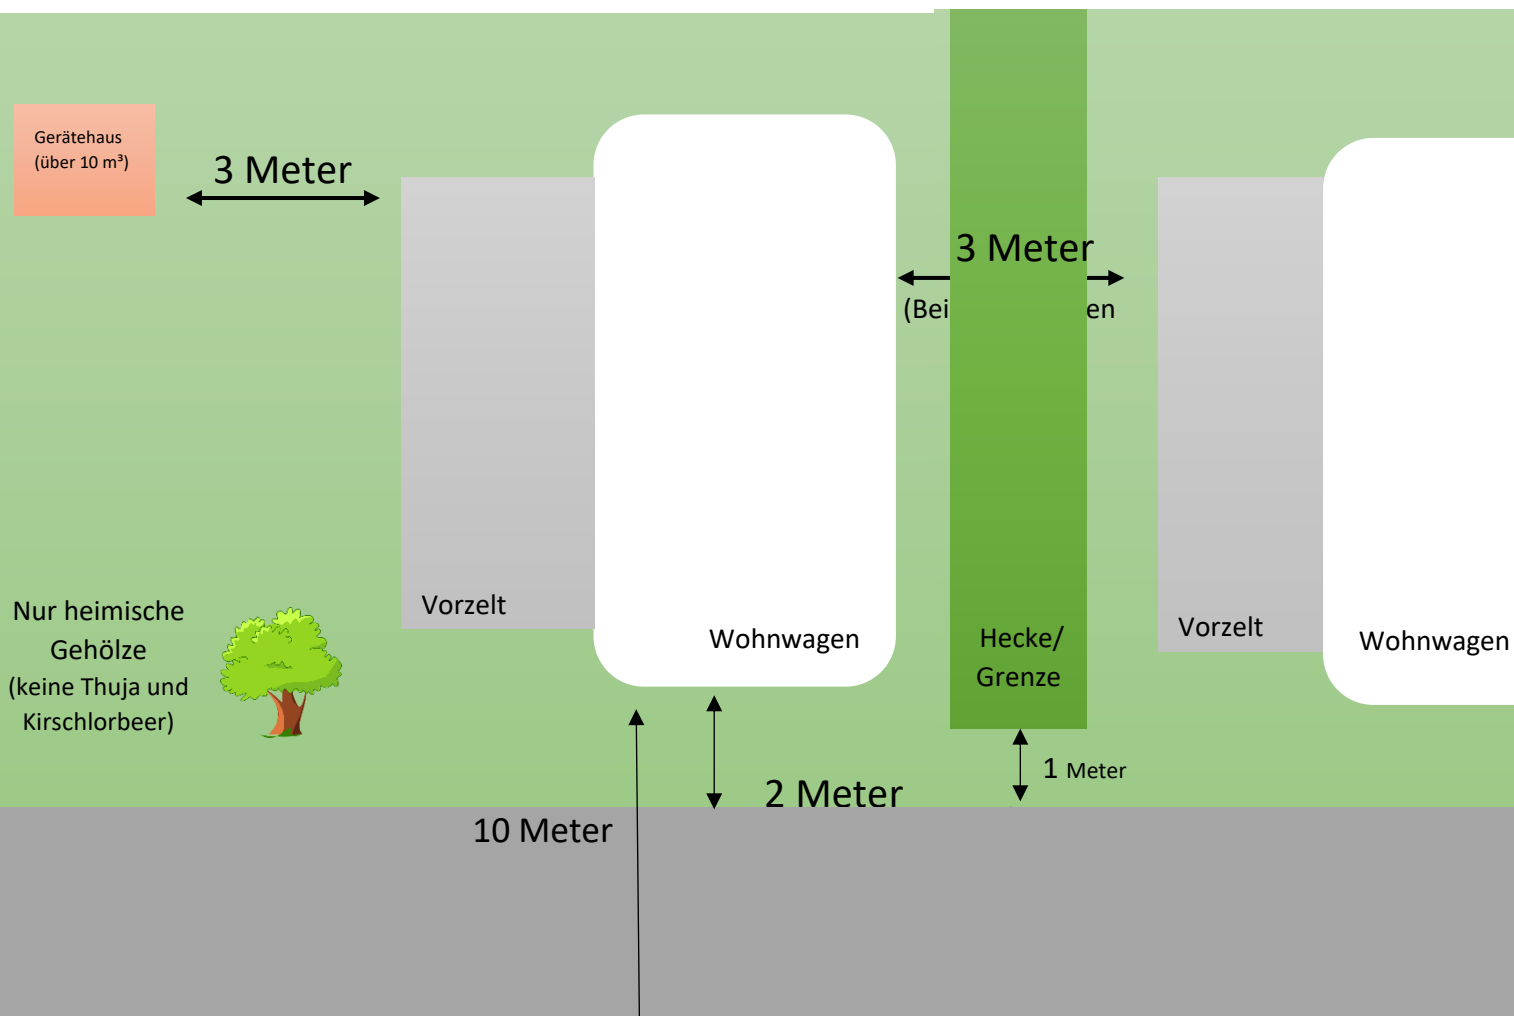 Gerätehaus
(über 10 m³)
3 Meter
3 Meter
(Bei en
Vorzelt
Wohnwagen
Nur heimische
Gehölze
(keine Thuja und
Kirschlorbeer)
Hecke/
Grenze
Vorzelt
Wohnwagen
1 Meter
2 Meter
10 Meter